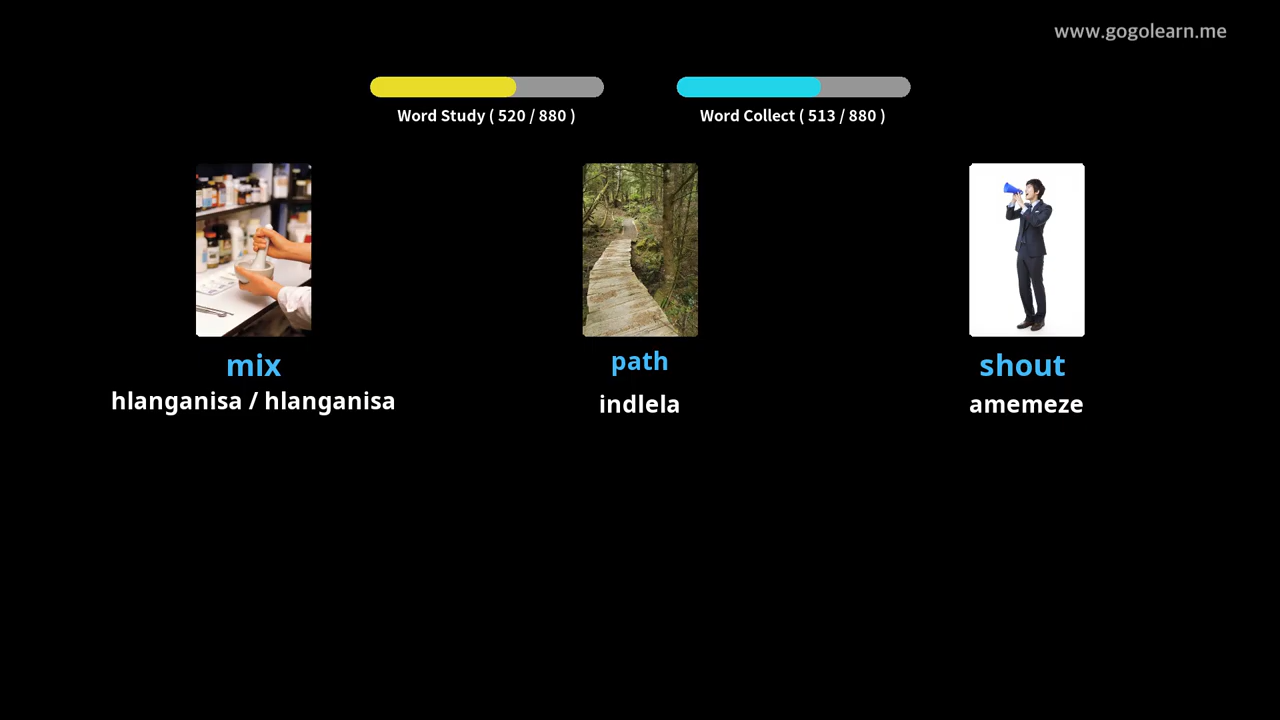 www.gogolearn.me
Word Study ( 520 / 880 )
Word Collect ( 513 / 880 )
mix
hlanganisa / hlanganisa
path
indlela
shout
amemeze